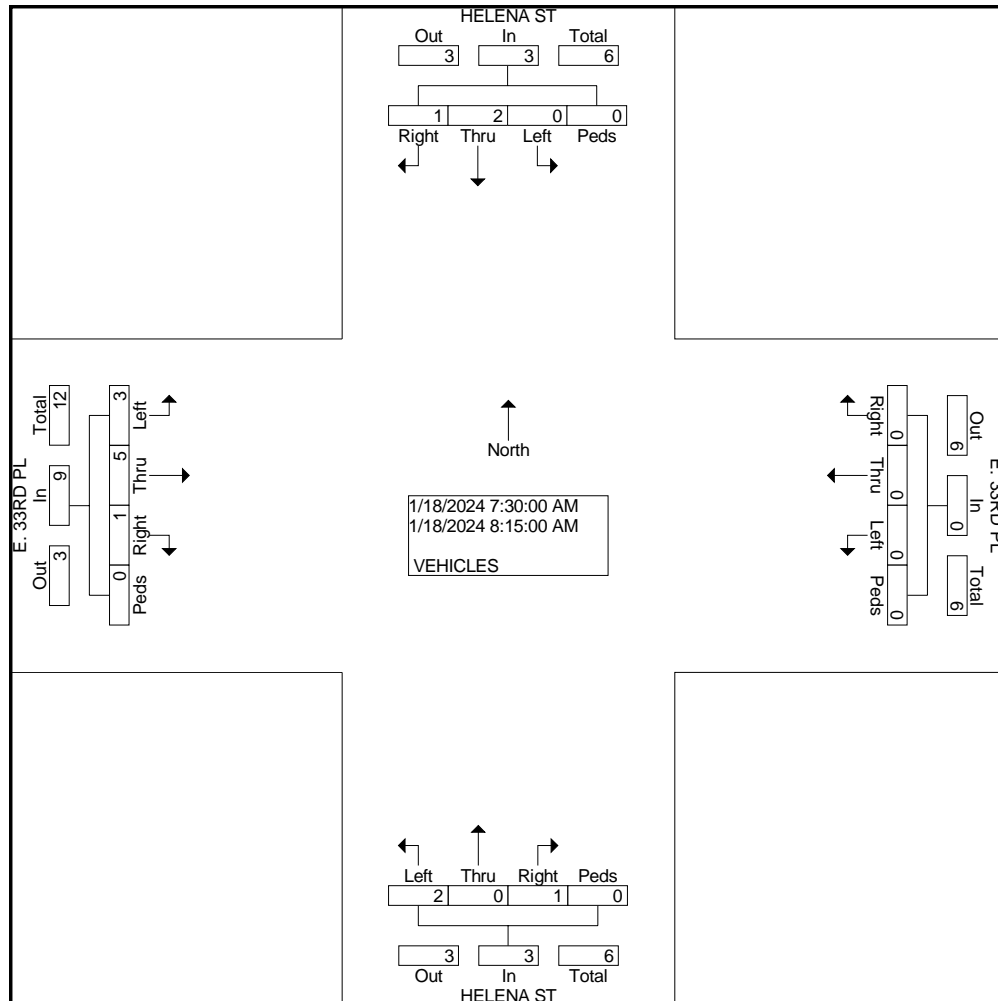 HELENA ST
Out In Total
3 3 6
1 2 0 0
Right Thru Left Peds
E. 33RD PL
Total In Out
12 9 3
3 5 1 0
Left Thru Right Peds
North
1/18/2024 7:30:00 AM
1/18/2024 8:15:00 AM
VEHICLES
Right Thru Left Peds
0 0 0 0
Out In Total
6 0 6
E. 33RD PL
Left Thru Right Peds
2 0 1 0
3 3 6
Out In Total
HELENA ST